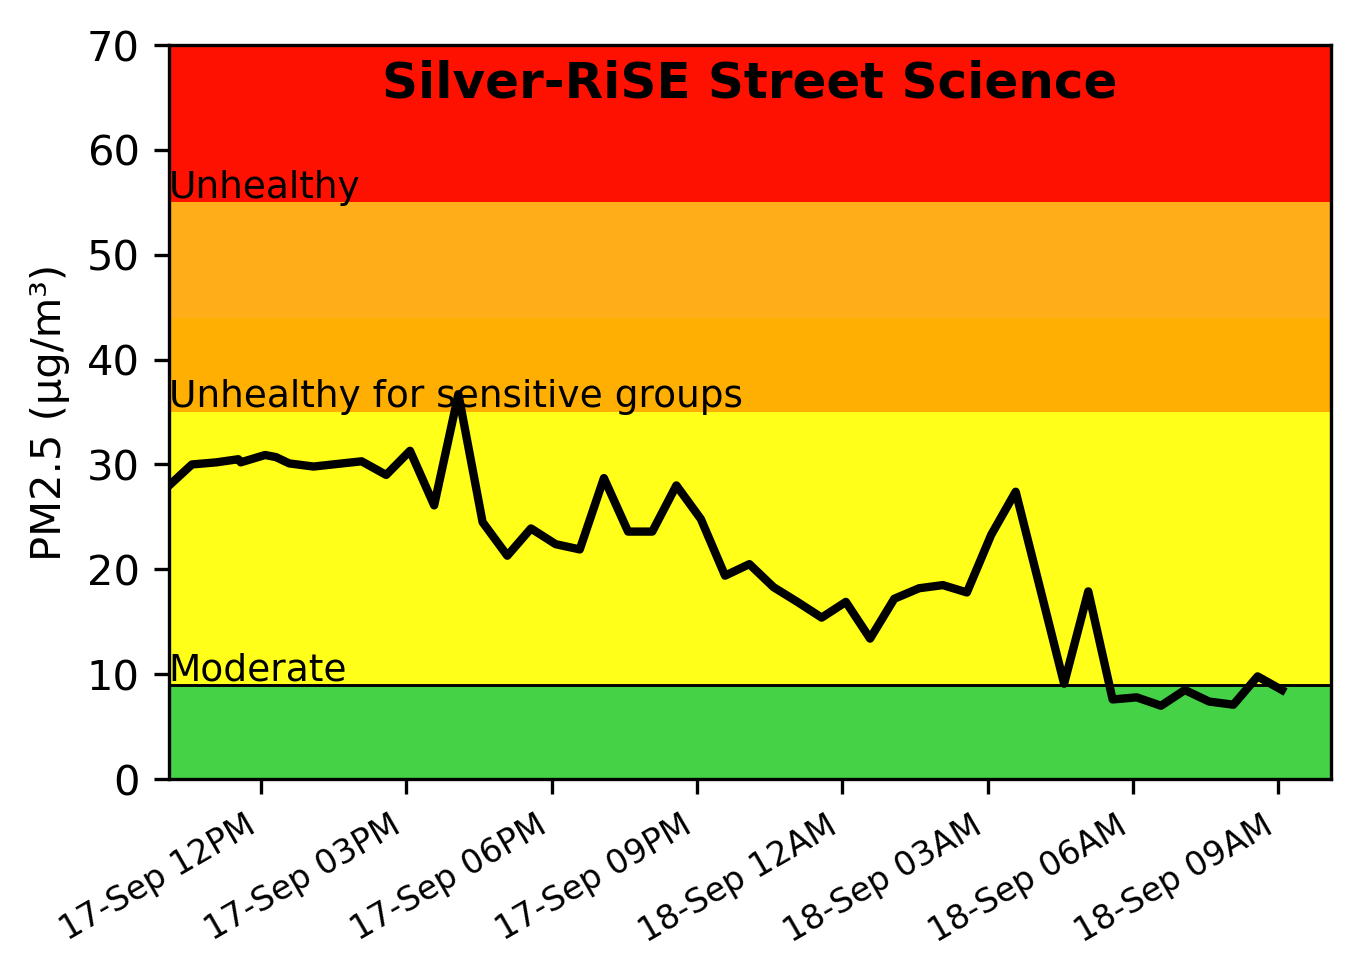 Silver-RiSE Street Science
70
60
50
40
30
20
10
0
PM2.5 (µg/m³)
Unhealthy
Unhealthy for sensitive groups
Moderate
17-Sep 12PM
17-Sep 03PM
17-Sep 06PM
17-Sep 09PM
18-Sep 12AM
18-Sep 03AM
18-Sep 06AM
18-Sep 09AM